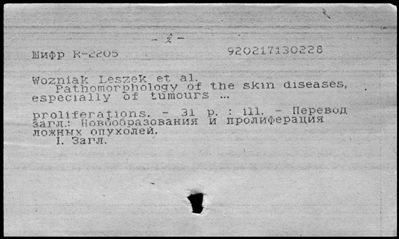 - 2 -
Шифр R-2205 920217130228
Wozniak Leszek et al.
Pathomorphology of the skin diseases,
especially of tumours ...
proliferations. - 31 p. : ill. - Перевод
загл.: Новообразования и пролиферация
ложных опухолей.
I. Загл.